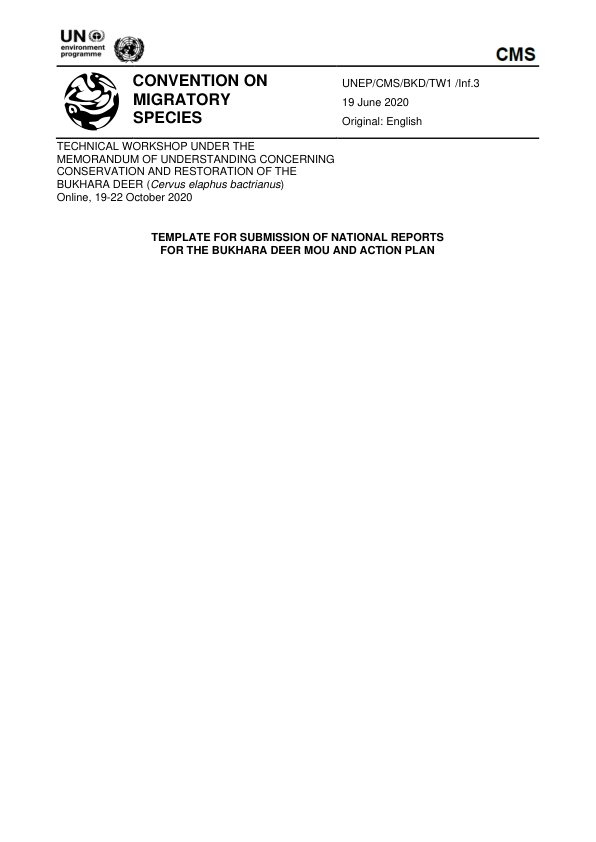 UN
environment
programme
CMS
CONVENTION ON
MIGRATORY
SPECIES
UNEP/CMS/BKD/TW1 /Inf.3
19 June 2020
Original: English
TECHNICAL WORKSHOP UNDER THE
MEMORANDUM OF UNDERSTANDING CONCERNING
CONSERVATION AND RESTORATION OF THE
BUKHARA DEER (Cervus elaphus bactrianus)
Online, 19-22 October 2020
TEMPLATE FOR SUBMISSION OF NATIONAL REPORTS
FOR THE BUKHARA DEER MOU AND ACTION PLAN